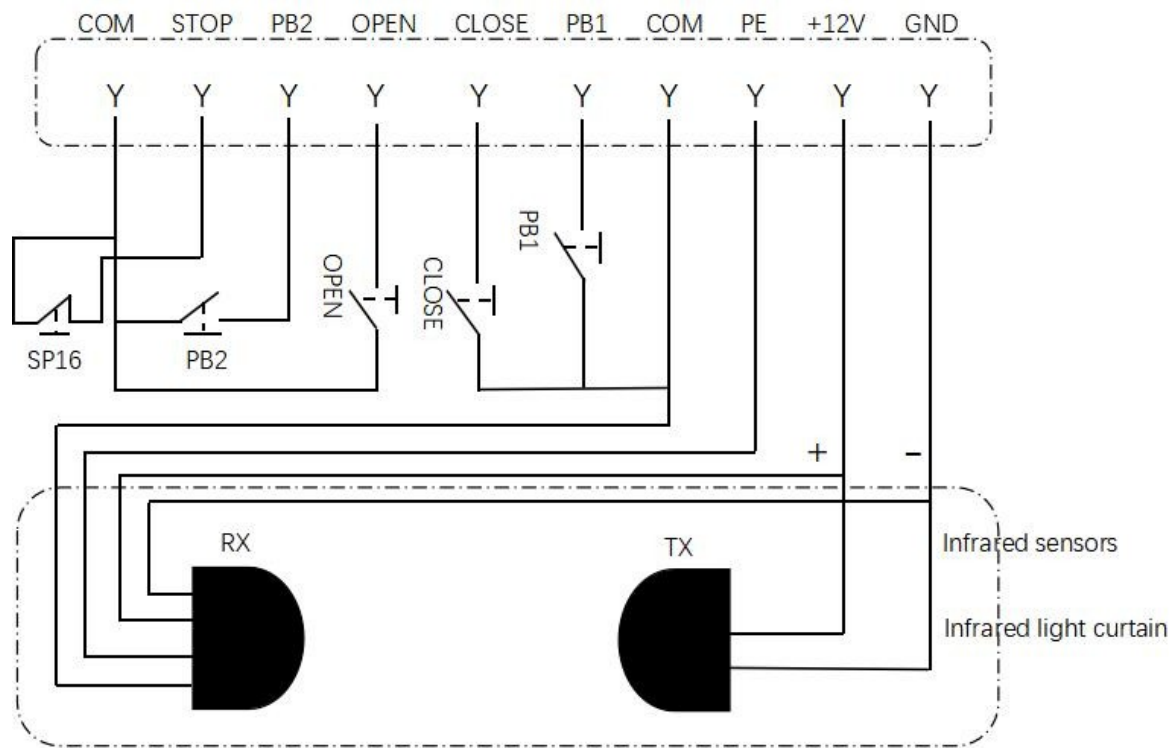 COM STOP PB2 OPEN CLOSE PB1 COM PE +12V GND
Y Y Y Y Y Y Y Y Y Y
PB1
OPEN
CLOSE
SP16
PB2
+
-
RX
TX
Infrared sensors
Infrared light curtain